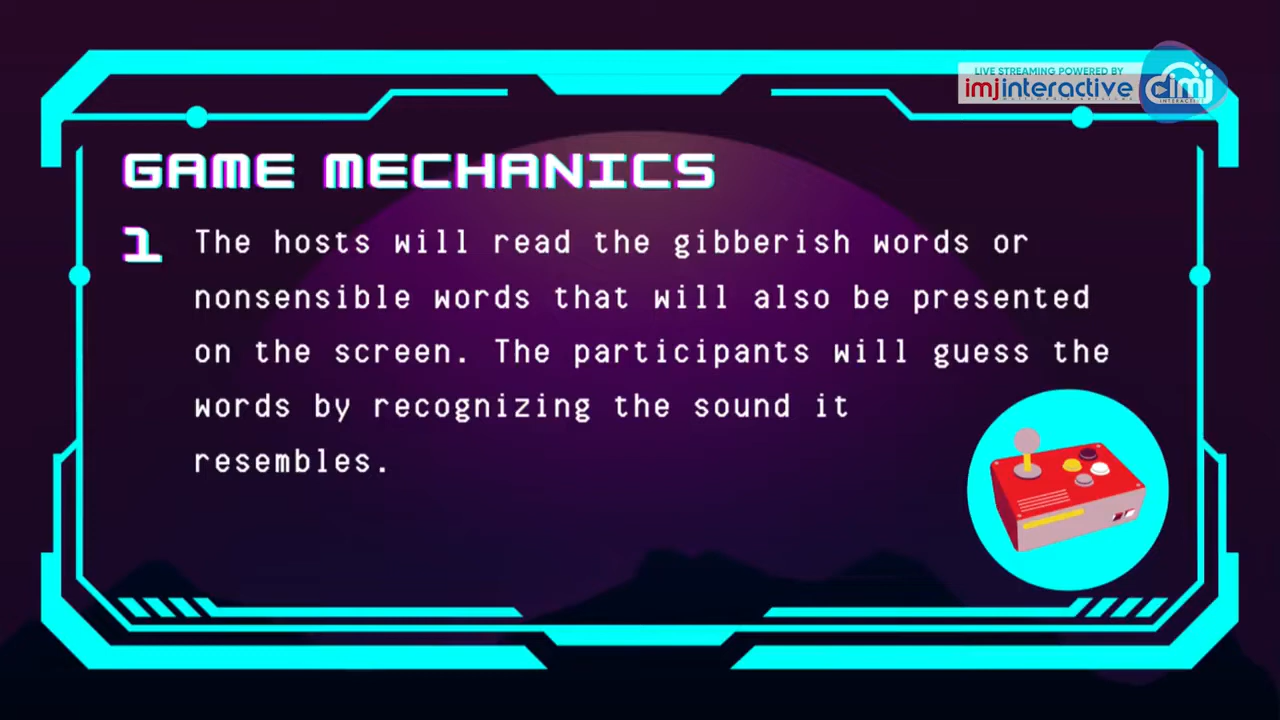 LIVE STREAMING POWERED BY
imjinteractive
imj
INTERACTIVE
GAME MECHANICS
1 The hosts will read the gibberish words or
nonsensible words that will also be presented
on the screen. The participants will guess the
words by recognizing the sound it
resembles.